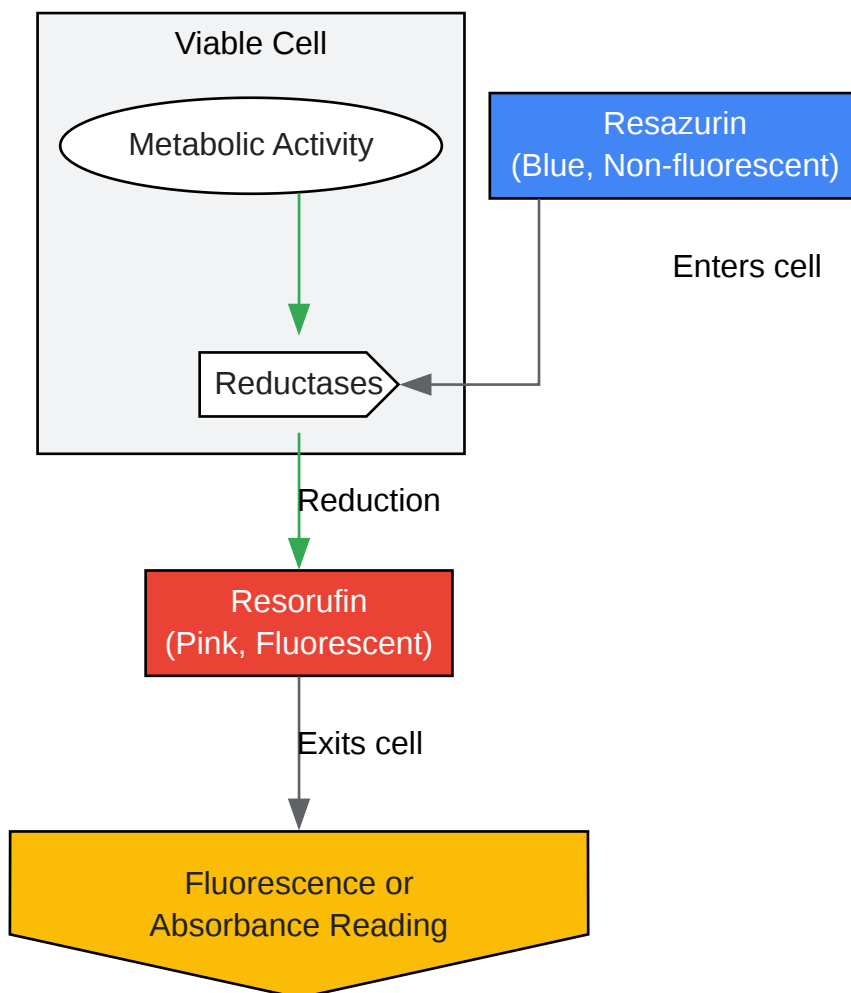 Viable Cell
Metabolic Activity
Resazurin
(Blue, Non-fluorescent)
Enters cell
Reductases
Reduction
Resorufin
(Pink, Fluorescent)
Exits cell
Fluorescence or
Absorbance Reading